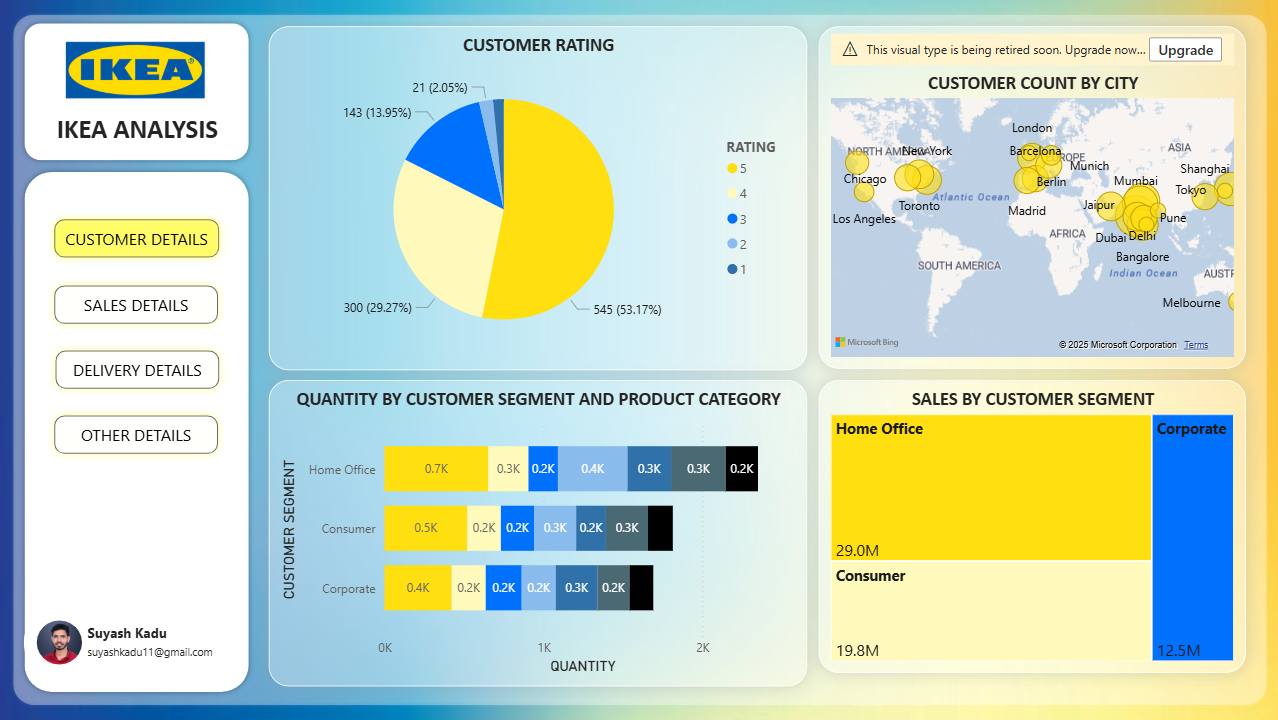 IKEA
IKEA ANALYSIS
CUSTOMER DETAILS
SALES DETAILS
DELIVERY DETAILS
OTHER DETAILS
Suyash Kadu
suyashkadu11@gmail.com
CUSTOMER RATING
21 (2.05%)
143 (13.95%)
300 (29.27%)
545 (53.17%)
RATING
5
4
3
2
1
This visual type is being retired soon. Upgrade now...
Upgrade
CUSTOMER COUNT BY CITY
London
NORTH AMERICA
New York
Barcelona
EUROPE
ASIA
Munich
Shanghai
Chicago
Berlin
Mumbai
Tokyo
Atlantic Ocean
Toronto
Madrid
Jaipur
Pune
Los Angeles
AFRICA
Dubai
Delhi
Bangalore
SOUTH AMERICA
Indian Ocean
AUSTR
Melbourne
Microsoft Bing
© 2025 Microsoft Corporation
Terms
QUANTITY BY CUSTOMER SEGMENT AND PRODUCT CATEGORY
CUSTOMER SEGMENT
Home Office
0.7K
0.3K
0.2K
0.4K
0.3K
0.3K
0.2K
Consumer
0.5K
0.2K
0.2K
0.3K
0.2K
0.3K
Corporate
0.4K
0.2K
0.2K
0.2K
0.3K
0.2K
0K
1K
2K
QUANTITY
SALES BY CUSTOMER SEGMENT
Home Office
29.0M
Consumer
19.8M
Corporate
12.5M